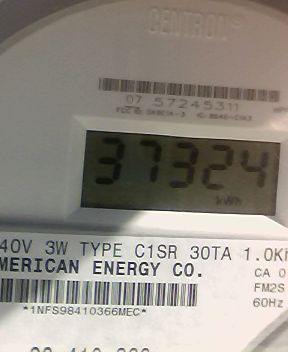 CENTRON®
07 57245311
37324
kWh
40V 3W TYPE C1SR 30TA 1.0Kh
MERICAN ENERGY CO.
CA 0
FM2S
60Hz
*1NFS98410366MEC*